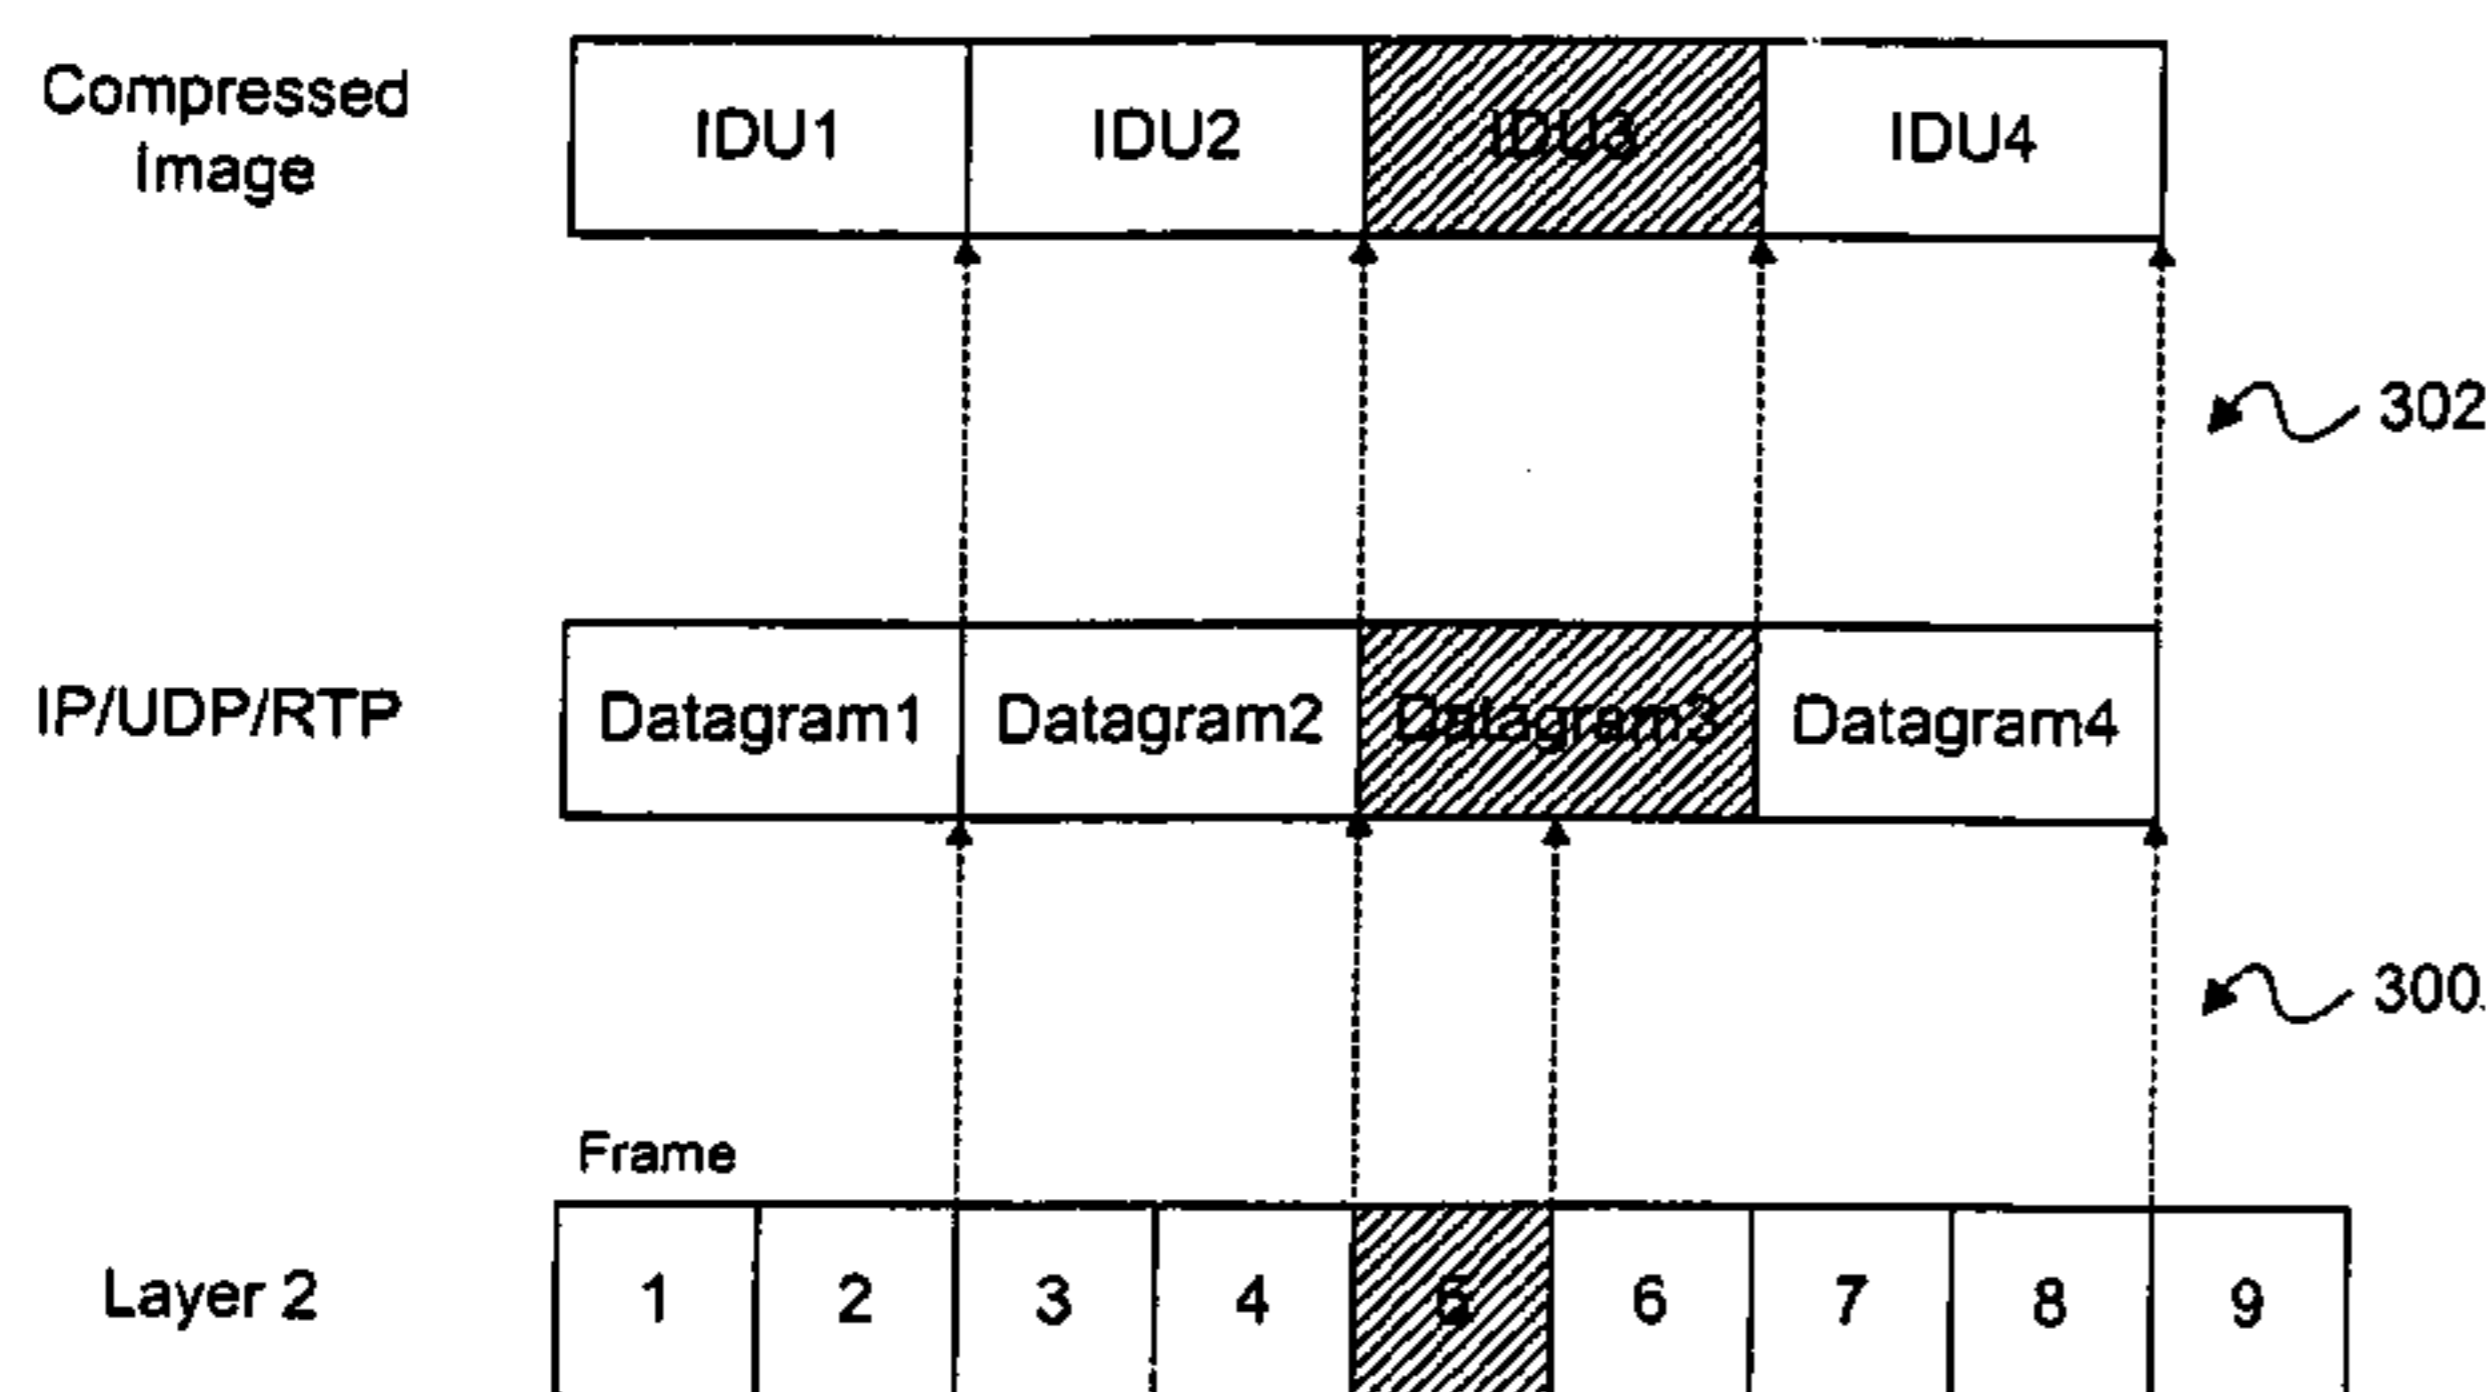 Compressed
Image
IDU1 IDU2 IDU3 IDU4
302
IP/UDP/RTP
Datagram1 Datagram2 Datagram3 Datagram4
300
Frame
Layer 2
1 2 3 4 5 6 7 8 9